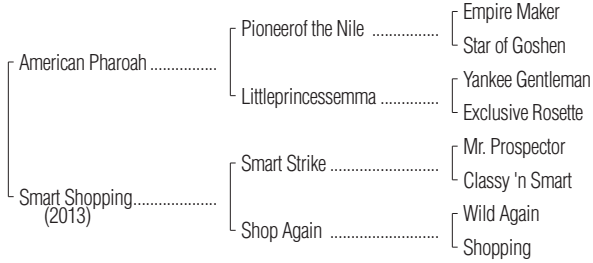 Empire Maker
Pioneerof the Nile ................
Star of Goshen
American Pharoah ................
Yankee Gentleman
Littleprincessemma ..............
Exclusive Rosette
Mr. Prospector
Smart Strike .........................
Classy 'n Smart
Smart Shopping....................
(2013)
Wild Again
Shop Again .........................
Shopping